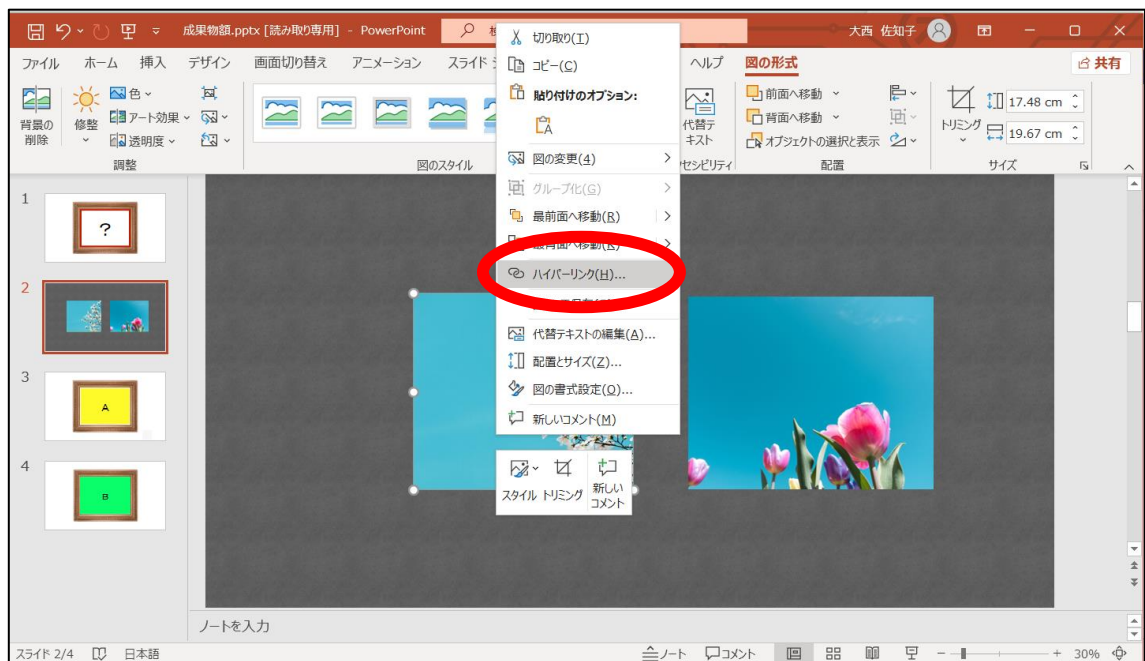 成果物額.pptx [読み取り専用] - PowerPoint
大西 佐知子
ファイル ホーム 挿入 デザイン 画面切り替え アニメーション スライド ヘルプ 図の形式 共有
背景の
削除
修整
色
アート効果
透明度
調整
図のスタイル
代替テ
キスト
前面へ移動
背面へ移動
オブジェクトの選択と表示
配置
トリミング
17.48 cm
19.67 cm
サイズ
切り取り(T)
コピー(C)
貼り付けのオプション:
A
図の変更(4)
グループ化(G)
最前面へ移動(R)
最背面へ移動(K)
ハイパーリンク(H)...
代替テキストの編集(A)...
配置とサイズ(Z)...
図の書式設定(O)...
新しいコメント(M)
スタイル トリミング 新しい
コメント
1
?
2
3
A
4
B
ノートを入力
スライド 2/4 日本語 ノート コメント 30%